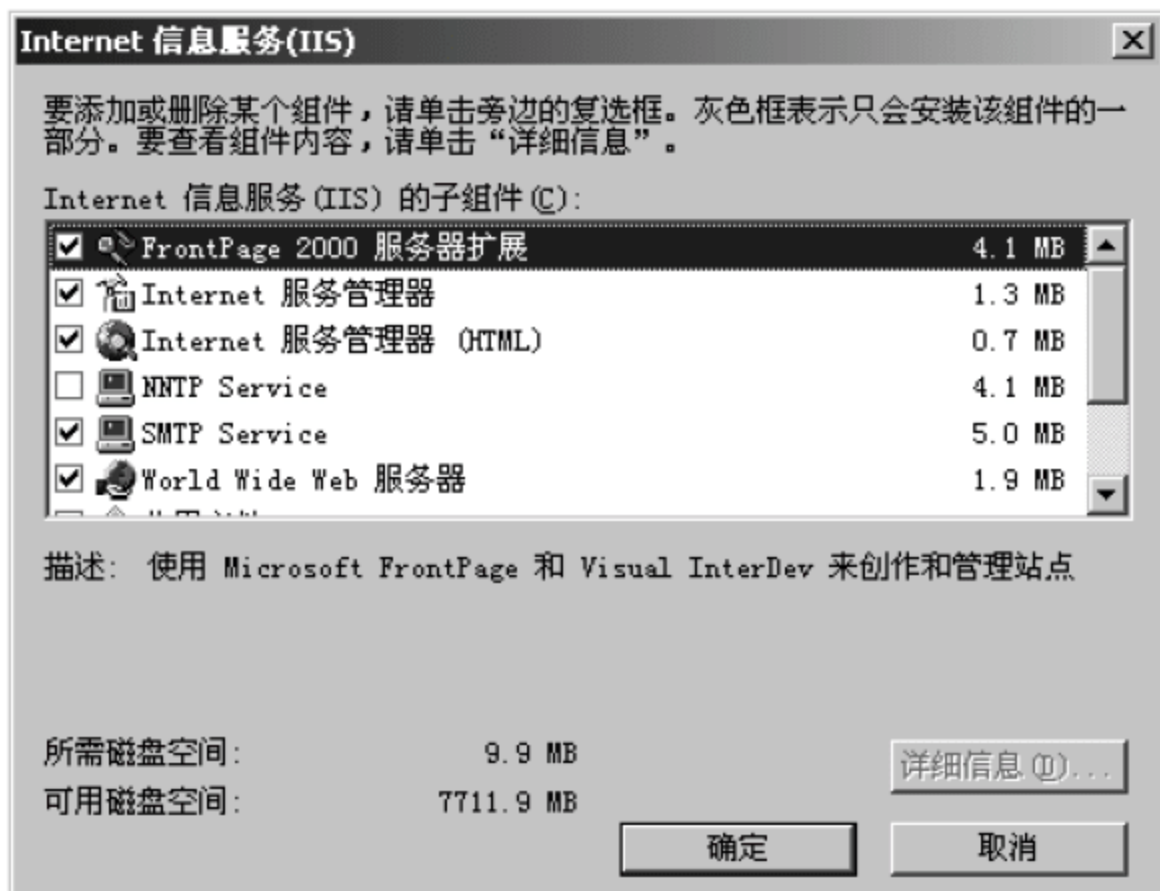 Internet 信息服务(IIS)
要添加或删除某个组件，请单击旁边的复选框。灰色框表示只会安装该组件的一
部分。要查看组件内容，请单击“详细信息”。
Internet 信息服务(IIS) 的子组件(C):
FrontPage 2000 服务器扩展 4.1 MB
Internet 服务管理器 1.3 MB
Internet 服务管理器 (HTML) 0.7 MB
NNTP Service 4.1 MB
SMTP Service 5.0 MB
World Wide Web 服务器 1.9 MB
描述: 使用 Microsoft FrontPage 和 Visual InterDev 来创作和管理站点
所需磁盘空间: 9.9 MB
详细信息(D)...
可用磁盘空间: 7711.9 MB
确定 取消